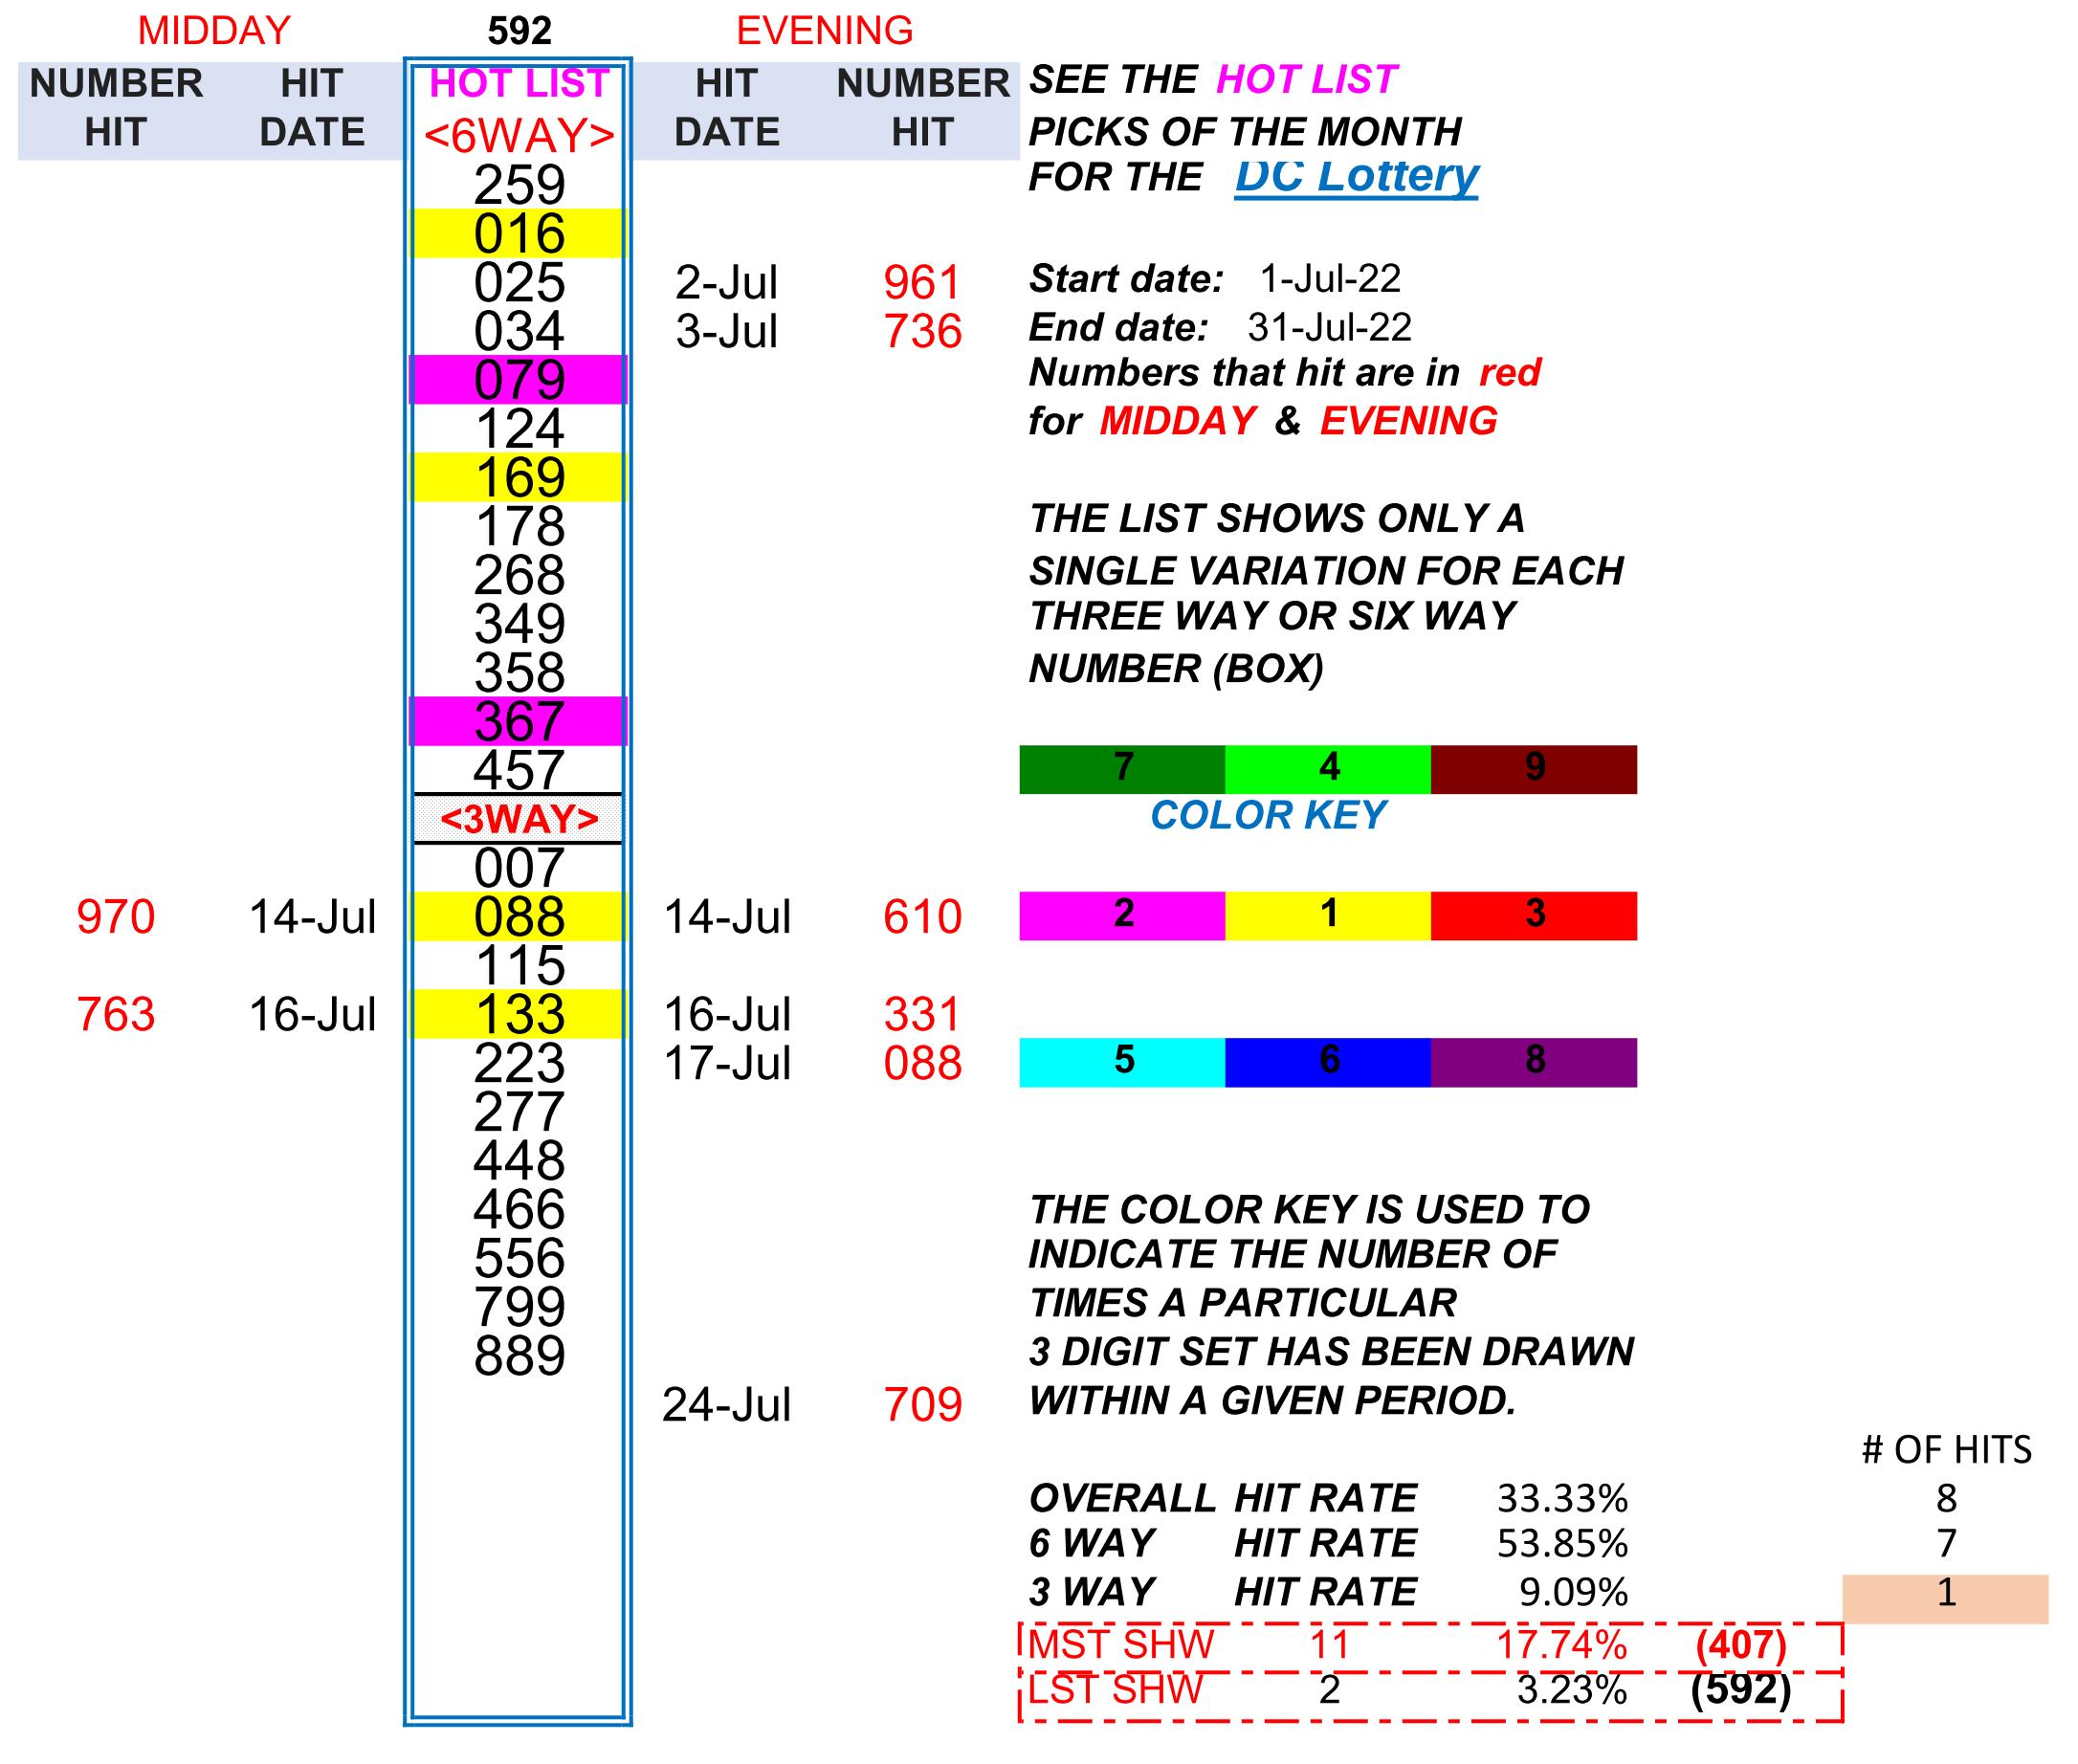 MIDDAY 592 EVENING
NUMBER HIT HOT LIST HIT NUMBER SEE THE HOT LIST
HIT DATE <6WAY> DATE HIT PICKS OF THE MONTH
259 FOR THE DC Lottery
016
025 2-Jul 961 Start date: 1-Jul-22
034 3-Jul 736 End date: 31-Jul-22
079 Numbers that hit are in red
124 for MIDDAY & EVENING
169
178 THE LIST SHOWS ONLY A
268 SINGLE VARIATION FOR EACH
349 THREE WAY OR SIX WAY
358 NUMBER (BOX)
367
457 7 4 9
<3WAY> COLOR KEY
007
970 14-Jul 088 14-Jul 610 2 1 3
115
763 16-Jul 133 16-Jul 331
223 17-Jul 088 5 6 8
277
448
466 THE COLOR KEY IS USED TO
556 INDICATE THE NUMBER OF
799 TIMES A PARTICULAR
889 3 DIGIT SET HAS BEEN DRAWN
24-Jul 709 WITHIN A GIVEN PERIOD.
# OF HITS
OVERALL HIT RATE 33.33% 8
6 WAY HIT RATE 53.85% 7
3 WAY HIT RATE 9.09% 1
MST SHW 11 17.74% (407)
LST SHW 2 3.23% (592)